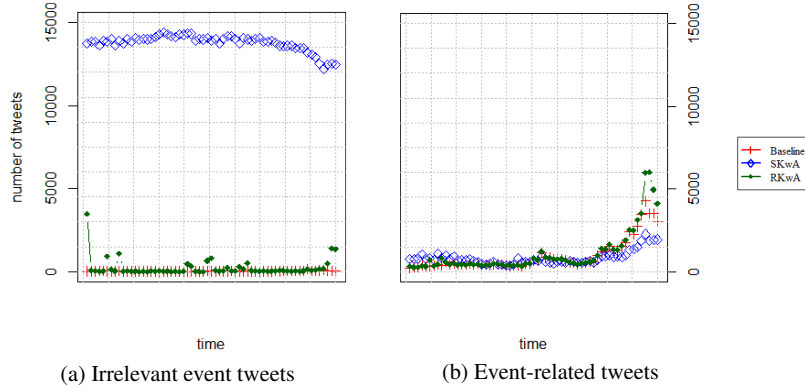 number of tweets
0
5000
10000
15000
time
(a) Irrelevant event tweets
0
5000
10000
15000
time
(b) Event-related tweets
Baseline
SKwA
RKwA